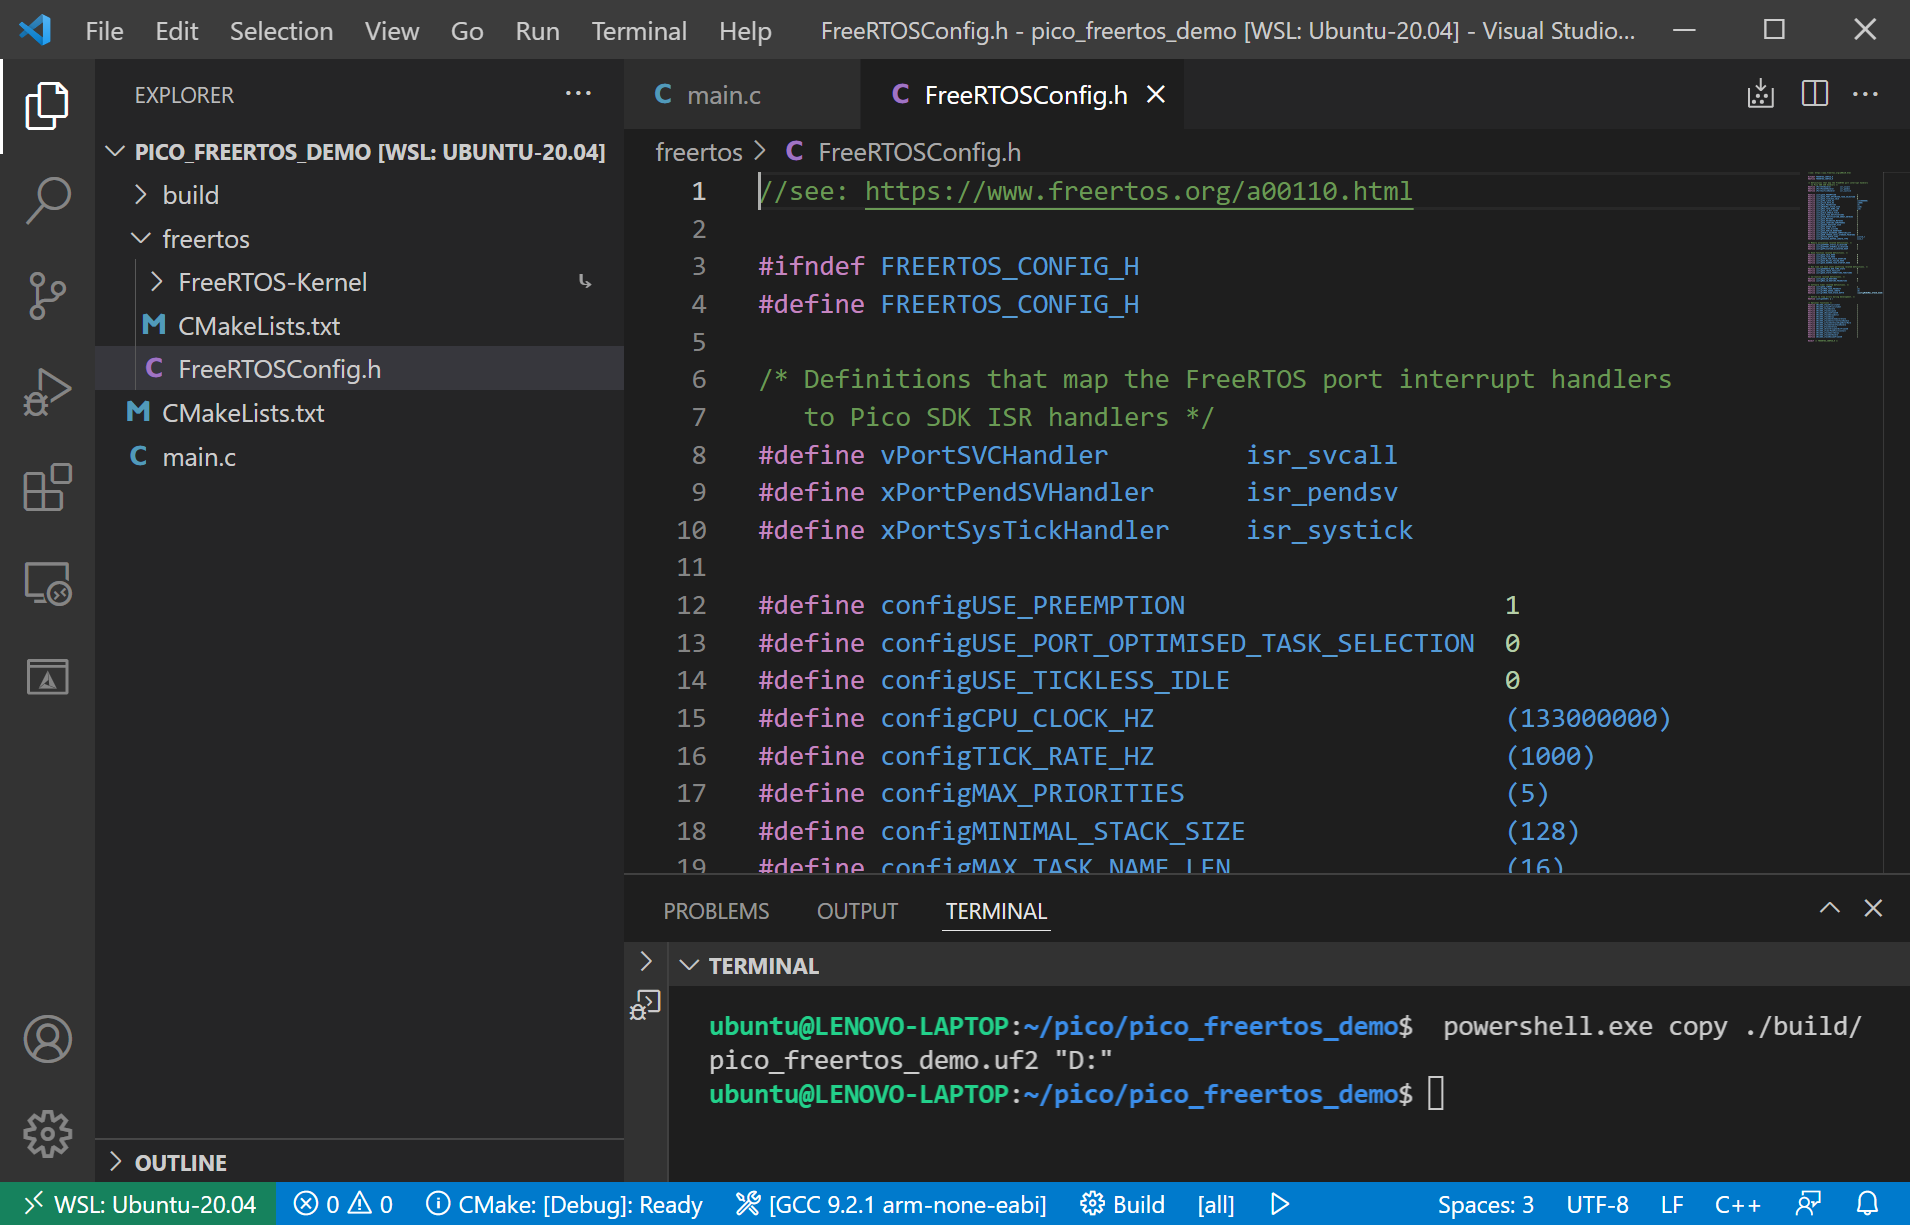 File Edit Selection View Go Run Terminal Help FreeRTOSConfig.h - pico_freertos_demo [WSL: Ubuntu-20.04] - Visual Studio...
EXPLORER
PICO_FREERTOS_DEMO [WSL: UBUNTU-20.04]
build
freertos
FreeRTOS-Kernel
M CMakeLists.txt
C FreeRTOSConfig.h
M CMakeLists.txt
C main.c
OUTLINE
C main.c C FreeRTOSConfig.h
freertos > C FreeRTOSConfig.h
1 //see: https://www.freertos.org/a00110.html
2
3 #ifndef FREERTOS_CONFIG_H
4 #define FREERTOS_CONFIG_H
5
6 /* Definitions that map the FreeRTOS port interrupt handlers
7    to Pico SDK ISR handlers */
8 #define vPortSVCHandler         isr_svcall
9 #define xPortPendSVHandler      isr_pendsv
10 #define xPortSysTickHandler     isr_systick
11
12 #define configUSE_PREEMPTION                     1
13 #define configUSE_PORT_OPTIMISED_TASK_SELECTION  0
14 #define configUSE_TICKLESS_IDLE                  0
15 #define configCPU_CLOCK_HZ                       (133000000)
16 #define configTICK_RATE_HZ                       (1000)
17 #define configMAX_PRIORITIES                     (5)
18 #define configMINIMAL_STACK_SIZE                 (128)
19 #define configMAX_TASK_NAME_LEN                  (16)
PROBLEMS OUTPUT TERMINAL
TERMINAL
ubuntu@LENOVO-LAPTOP:~/pico/pico_freertos_demo$  powershell.exe copy ./build/
pico_freertos_demo.uf2 "D:"
ubuntu@LENOVO-LAPTOP:~/pico/pico_freertos_demo$
WSL: Ubuntu-20.04 0 0 CMake: [Debug]: Ready [GCC 9.2.1 arm-none-eabi] Build [all] Spaces: 3 UTF-8 LF C++